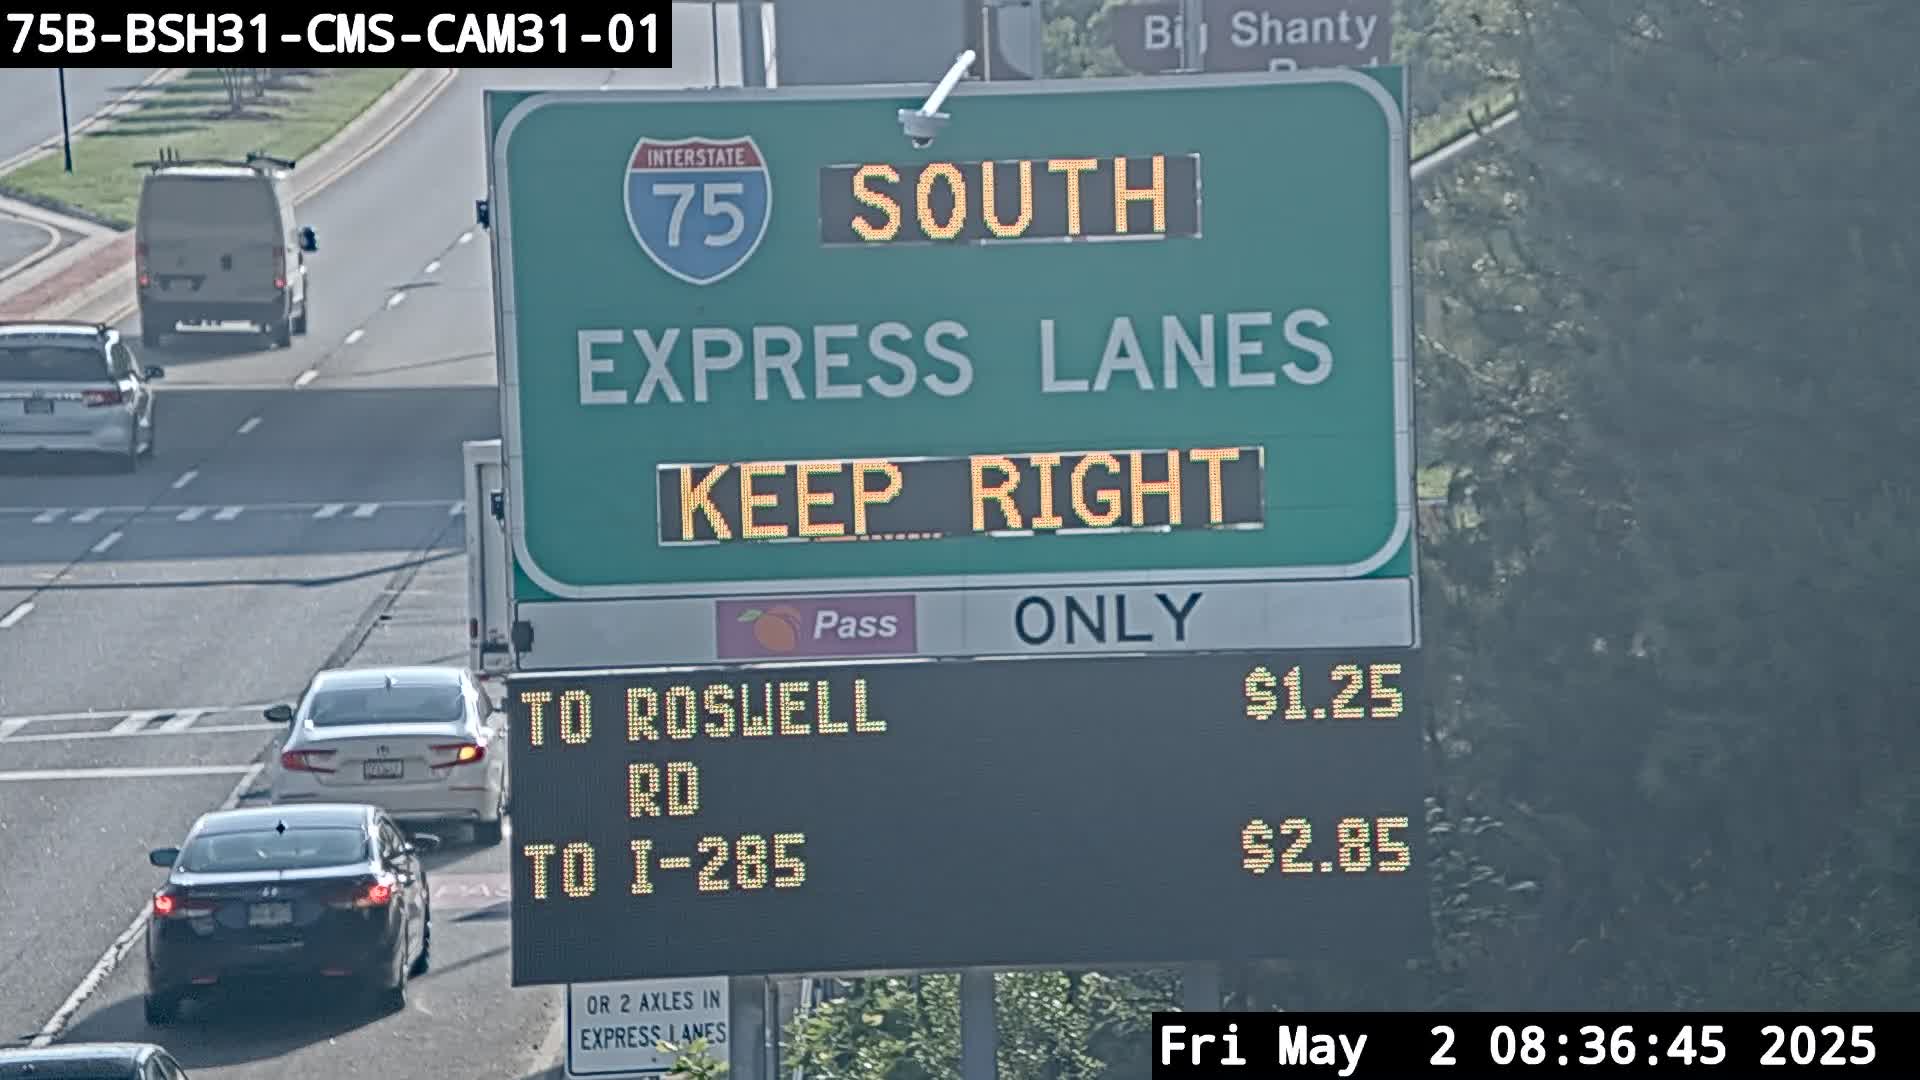 75B-BSH31-CMS-CAM31-01
Big Shanty
Road
INTERSTATE
75
SOUTH
EXPRESS LANES
KEEP RIGHT
Pass ONLY
TO ROSWELL $1.25
RD
TO I-285 $2.85
OR 2 AXLES IN
EXPRESS LANES
Fri May 2 08:36:45 2025